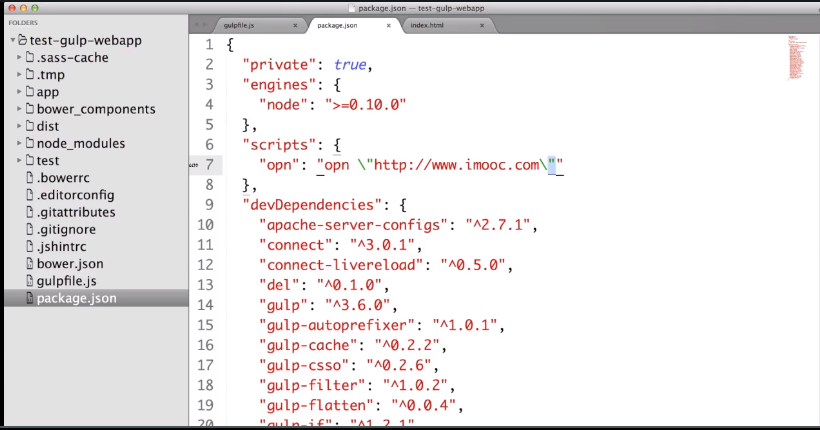 package.json — test-gulp-webapp
FOLDERS
gulpfile.js × package.json × index.html ×
test-gulp-webapp
.sass-cache
.tmp
app
bower_components
dist
node_modules
test
.bowerrc
.editorconfig
.gitattributes
.gitignore
.jshintrc
bower.json
gulpfile.js
package.json
1 {
2 "private": true,
3 "engines": {
4 "node": ">=0.10.0"
5 },
6 "scripts": {
7 "opn": "opn \"http://www.imooc.com\""
8 },
9 "devDependencies": {
10 "apache-server-configs": "^2.7.1",
11 "connect": "^3.0.1",
12 "connect-livereload": "^0.5.0",
13 "del": "^0.1.0",
14 "gulp": "^3.6.0",
15 "gulp-autoprefixer": "^1.0.1",
16 "gulp-cache": "^0.2.2",
17 "gulp-csso": "^0.2.6",
18 "gulp-filter": "^1.0.2",
19 "gulp-flatten": "^0.0.4",
20 "gulp-if": "^1.2.1",